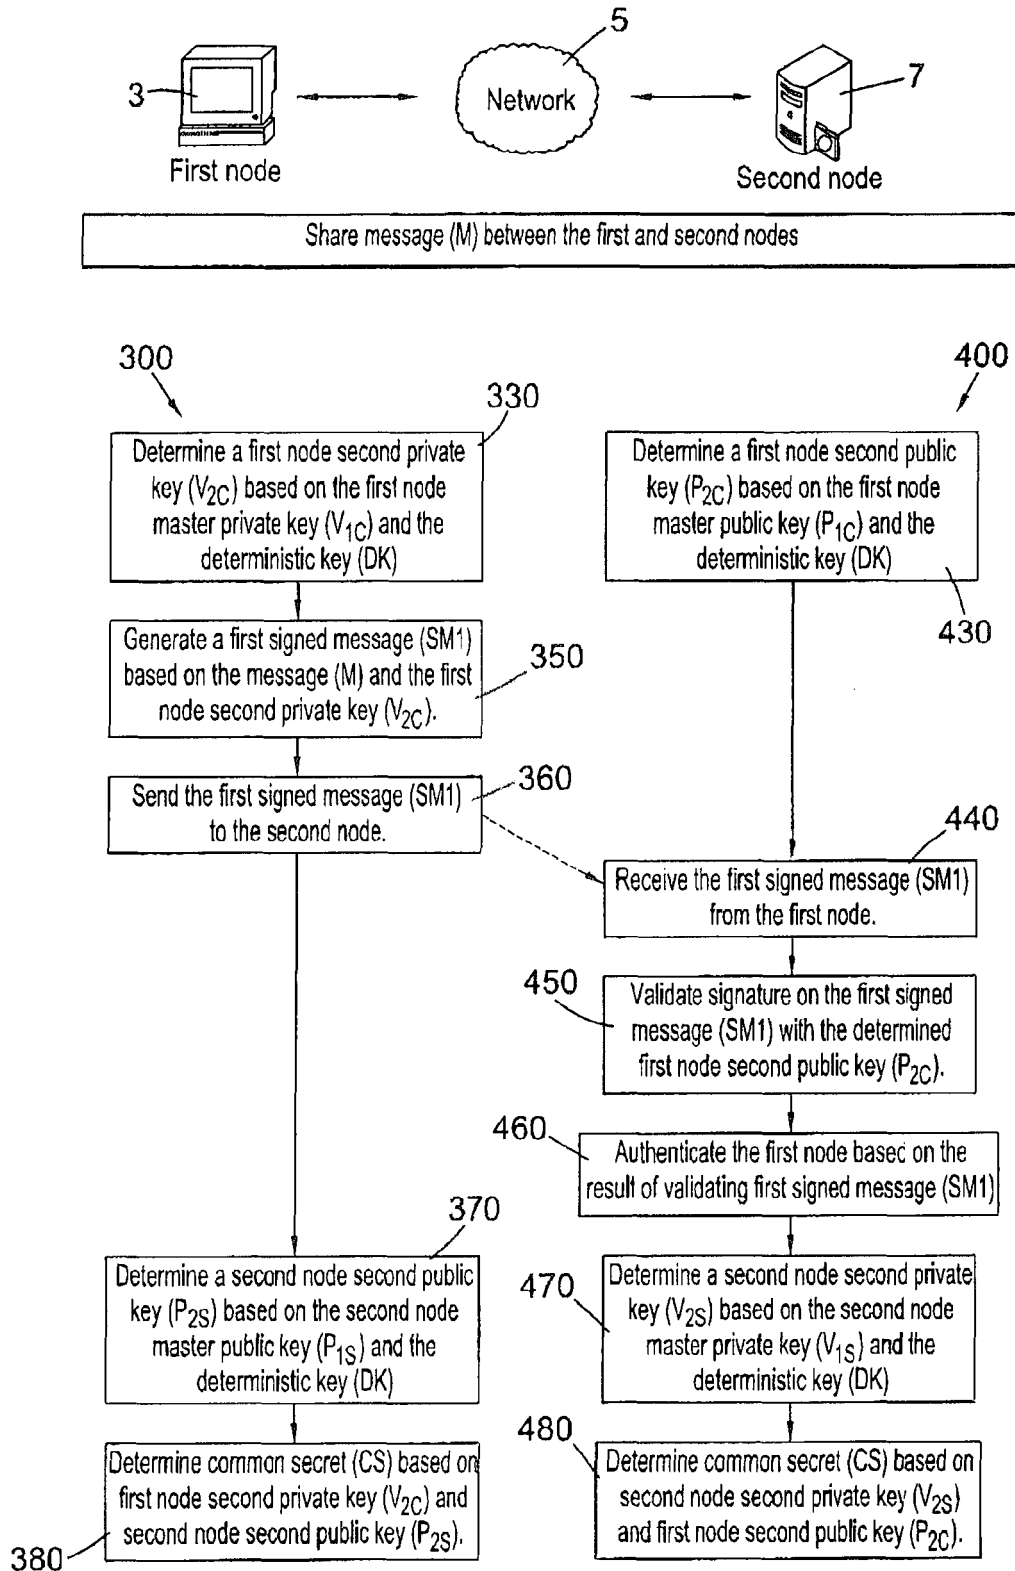 5
3
7
Network
First node
Second node
Share message (M) between the first and second nodes
300
400
330
Determine a first node second private
key (V2C) based on the first node
master private key (V1C) and the
deterministic key (DK)
Determine a first node second public
key (P2C) based on the first node
master public key (P1C) and the
deterministic key (DK)
430
Generate a first signed message (SM1)
based on the message (M) and the first
node second private key (V2C).
350
Send the first signed message (SM1)
to the second node.
360
440
Receive the first signed message (SM1)
from the first node.
450
Validate signature on the first signed
message (SM1) with the determined
first node second public key (P2C).
460
Authenticate the first node based on the
result of validating first signed message (SM1)
370
Determine a second node second public
key (P2S) based on the second node
master public key (P1S) and the
deterministic key (DK)
470
Determine a second node second private
key (V2S) based on the second node
master private key (V1S) and the
deterministic key (DK)
Determine common secret (CS) based on
first node second private key (V2C) and
second node second public key (P2S).
380
480
Determine common secret (CS) based on
second node second private key (V2S)
and first node second public key (P2C).